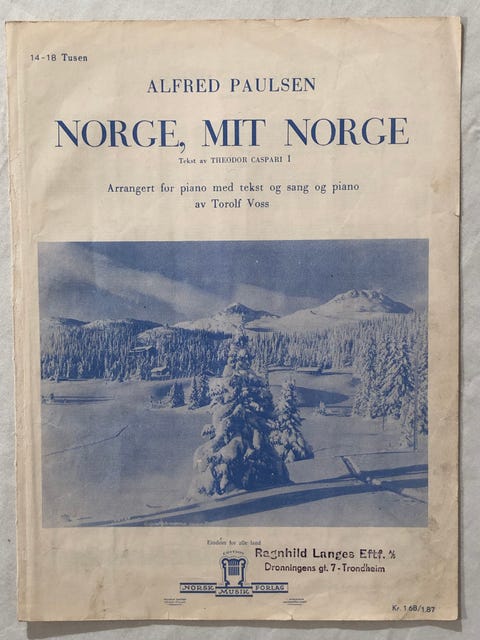 14-18 Tusen
ALFRED PAULSEN
NORGE, MIT NORGE
Tekst av THEODOR CASPARI I
Arrangert for piano med tekst og sang og piano
av Torolf Voss
Eindom for alle land
EDITION
NORSK MUSIK FORLAG
Ragnhild Langes Eftf. A/S
Dronningens gt. 7 - Trondheim
Kr. 1.68/1.87